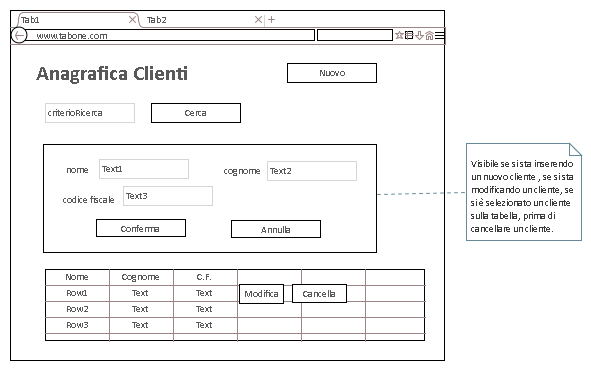 Tab1 Tab2
www.tabone.com
Anagrafica Clienti Nuovo
criterioRicerca Cerca
nome Text1 cognome Text2
codice fiscale Text3
Conferma Annulla
Visibile se si sta inserendo
un nuovo cliente , se si sta
modificando un cliente, se
si è selezionato un cliente
sulla tabella, prima di
cancellare un cliente.
Nome Cognome C.F.
Row1 Text Text Modifica Cancella
Row2 Text Text
Row3 Text Text